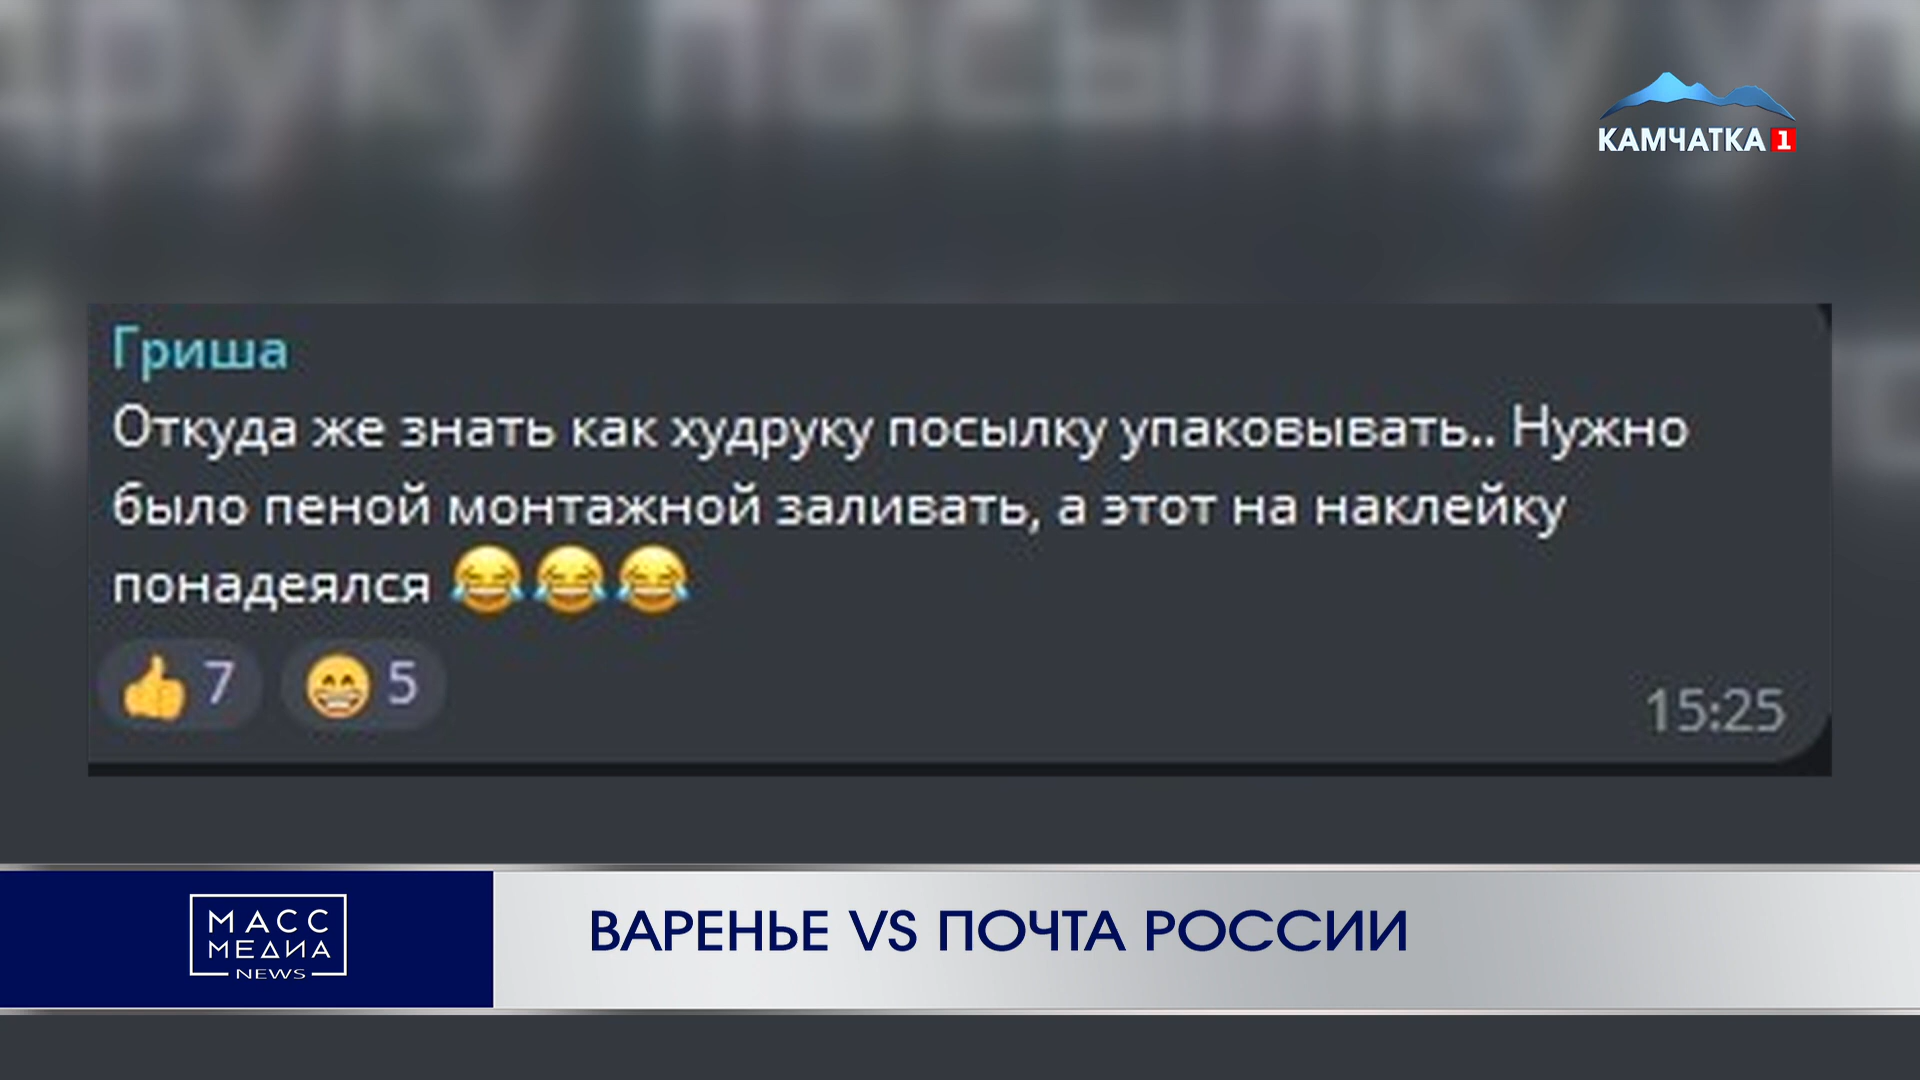 КАМЧАТКА 1
Гриша
Откуда же знать как худруку посылку упаковывать.. Нужно
было пеной монтажной заливать, а этот на наклейку
понадеялся 😂😂😂
👍 7 😁 5
15:25
МАСС
МЕДИА
NEWS
ВАРЕНЬЕ VS ПОЧТА РОССИИ